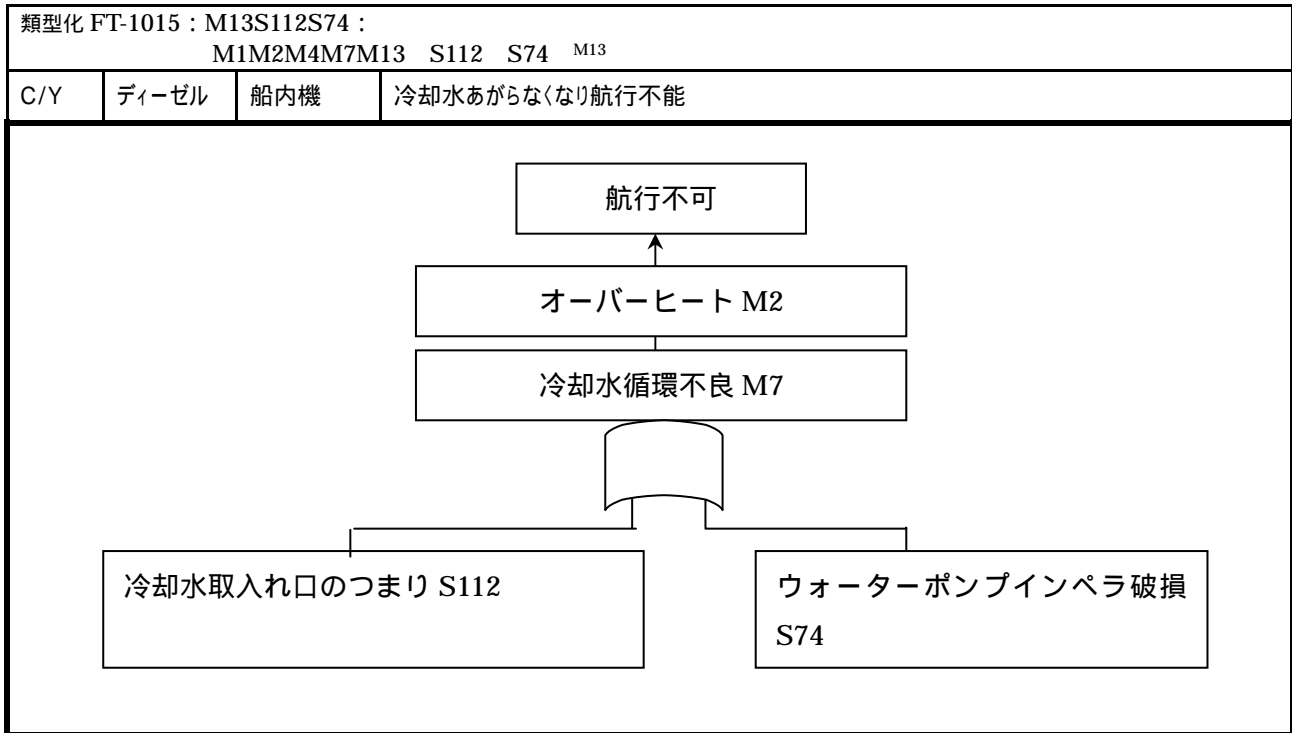 類型化 FT-1015：M13S112S74：
M1M2M4M7M13 S112 S74 M13
C/Y ディーゼル 船内機 冷却水あがらなくなり航行不能
航行不可
オーバーヒート M2
冷却水循環不良 M7
冷却水取入れ口のつまり S112
ウォーターポンプインペラ破損
S74